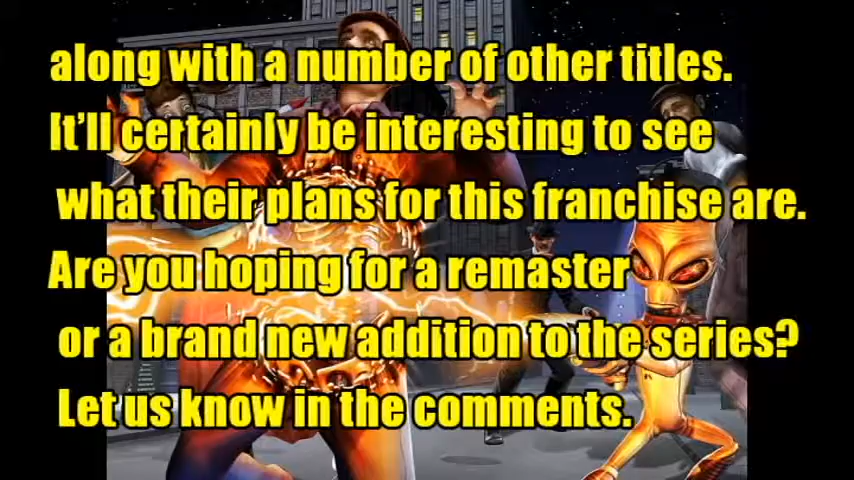 along with a number of other titles.
It’ll certainly be interesting to see
what their plans for this franchise are.
Are you hoping for a remaster
or a brand new addition to the series?
Let us know in the comments.